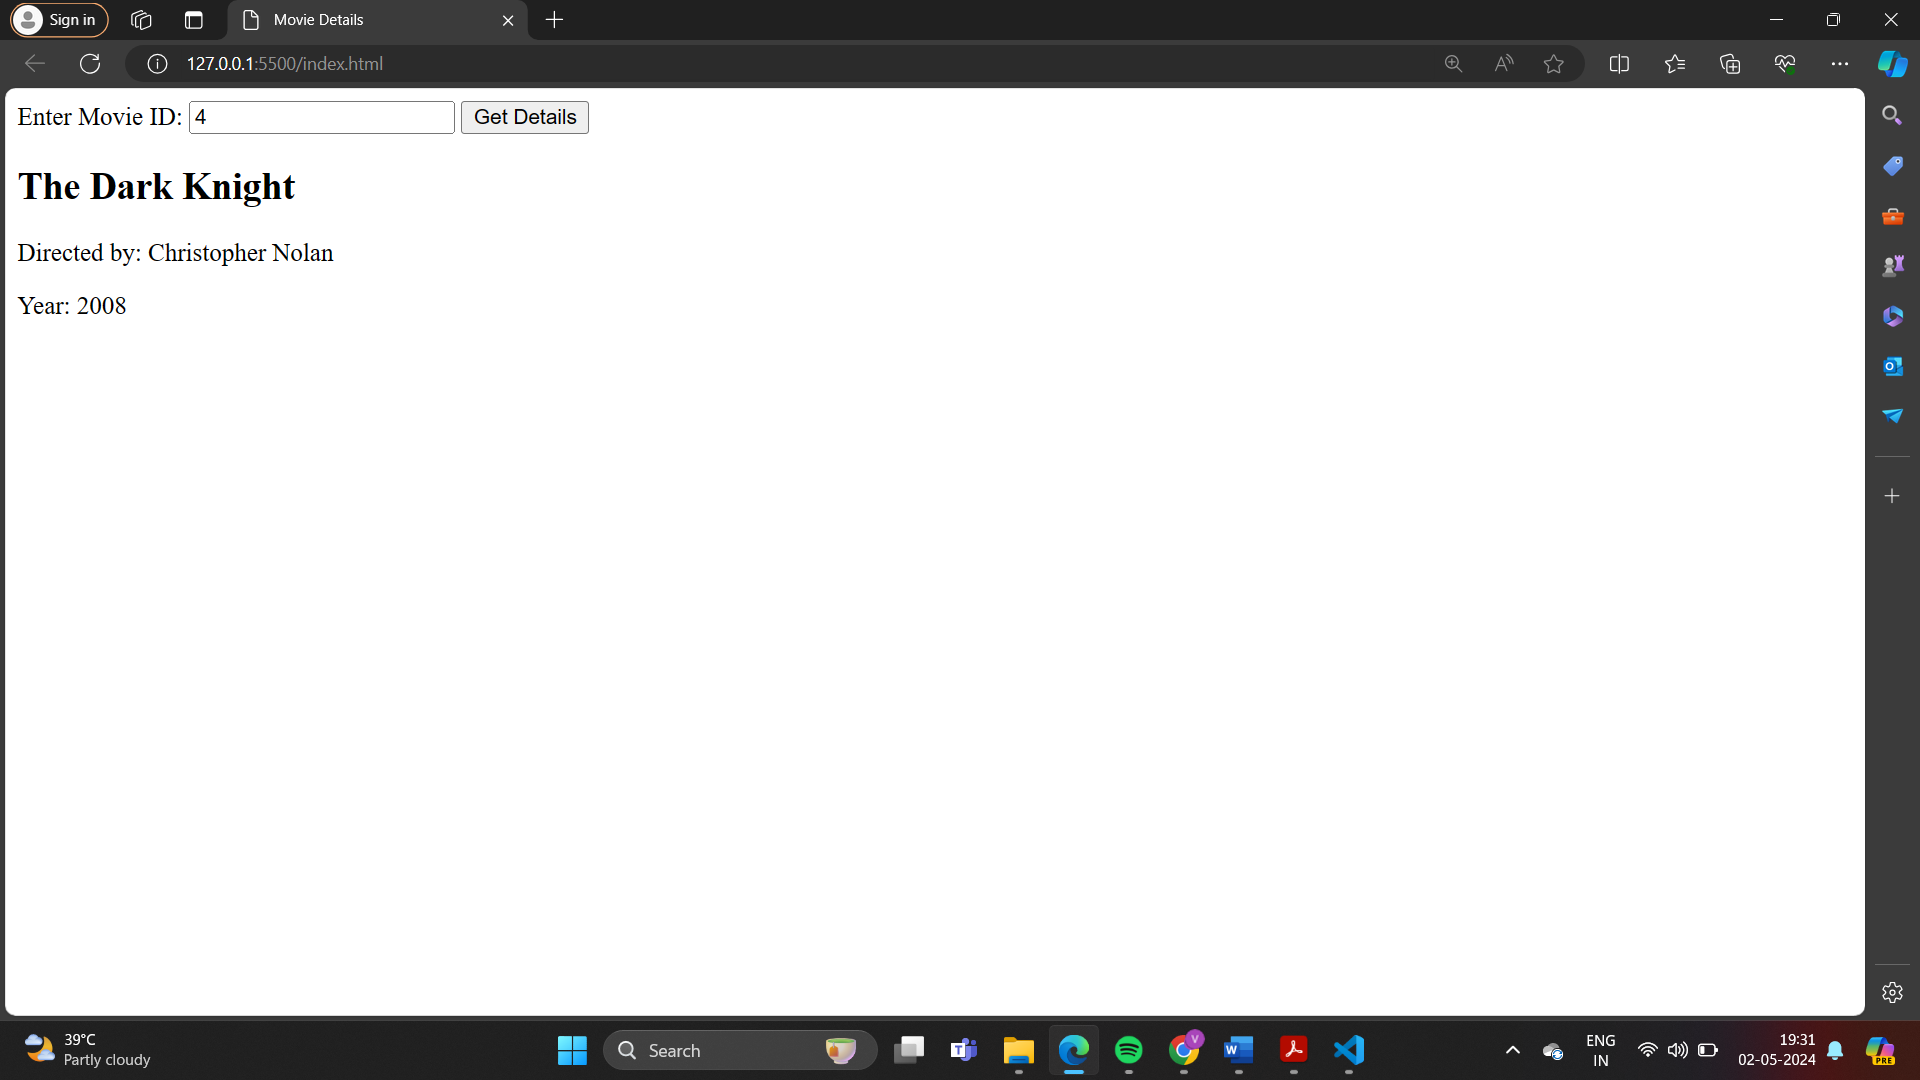 Sign in
Movie Details
127.0.0.1:5500/index.html
Enter Movie ID: 4 Get Details
The Dark Knight
Directed by: Christopher Nolan
Year: 2008
39°C
Partly cloudy
Search
V
ENG
IN
19:31
02-05-2024
PRE